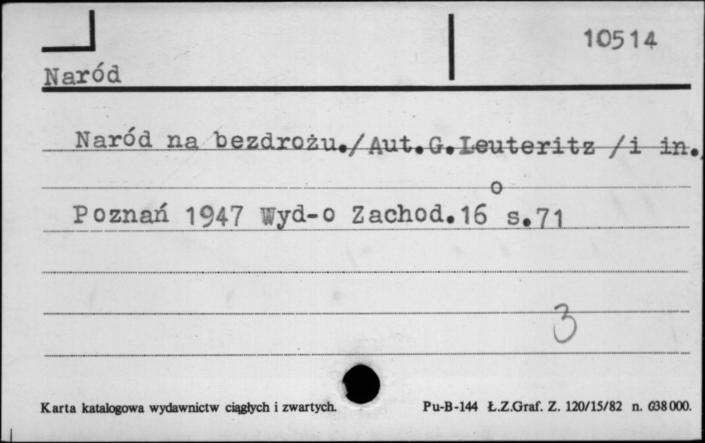 10514
Naród
Naród na bezdrożu./Aut.G.Leuteritz /i in.
Poznań 1947 Wyd-o Zachod.16° s.71
3
Karta katalogowa wydawnictw ciągłych i zwartych. Pu-B-144 Ł.Z.Graf. Z. 120/15/82 n. 038000.